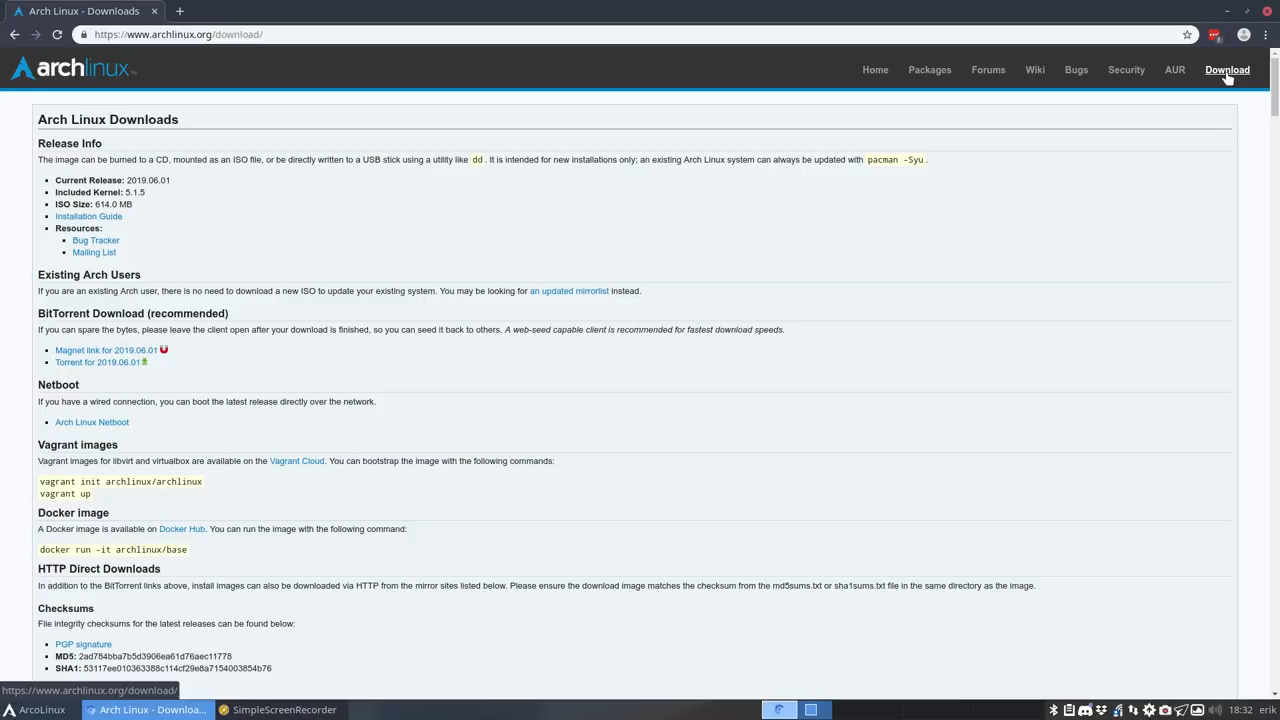 Arch Linux - Downloads
https://www.archlinux.org/download/
archlinux
Home Packages Forums Wiki Bugs Security AUR Download
Arch Linux Downloads
Release Info
The image can be burned to a CD, mounted as an ISO file, or be directly written to a USB stick using a utility like dd. It is intended for new installations only; an existing Arch Linux system can always be updated with pacman -Syu.
Current Release: 2019.06.01
Included Kernel: 5.1.5
ISO Size: 614.0 MB
Installation Guide
Resources:
Bug Tracker
Mailing List
Existing Arch Users
If you are an existing Arch user, there is no need to download a new ISO to update your existing system. You may be looking for an updated mirrorlist instead.
BitTorrent Download (recommended)
If you can spare the bytes, please leave the client open after your download is finished, so you can seed it back to others. A web-seed capable client is recommended for fastest download speeds.
Magnet link for 2019.06.01
Torrent for 2019.06.01
Netboot
If you have a wired connection, you can boot the latest release directly over the network.
Arch Linux Netboot
Vagrant images
Vagrant images for libvirt and virtualbox are available on the Vagrant Cloud. You can bootstrap the image with the following commands:
vagrant init archlinux/archlinux
vagrant up
Docker image
A Docker image is available on Docker Hub. You can run the image with the following command:
docker run -it archlinux/base
HTTP Direct Downloads
In addition to the BitTorrent links above, install images can also be downloaded via HTTP from the mirror sites listed below. Please ensure the download image matches the checksum from the md5sums.txt or sha1sums.txt file in the same directory as the image.
Checksums
File integrity checksums for the latest releases can be found below:
PGP signature
MD5: 2ad784bba7b5d3906ea61d76aec11778
SHA1: 53117ee010363388c114cf29e8a7154003854b76
https://www.archlinux.org/download/
ArcoLinux Arch Linux - Downloa... SimpleScreenRecorder 18:32 erik